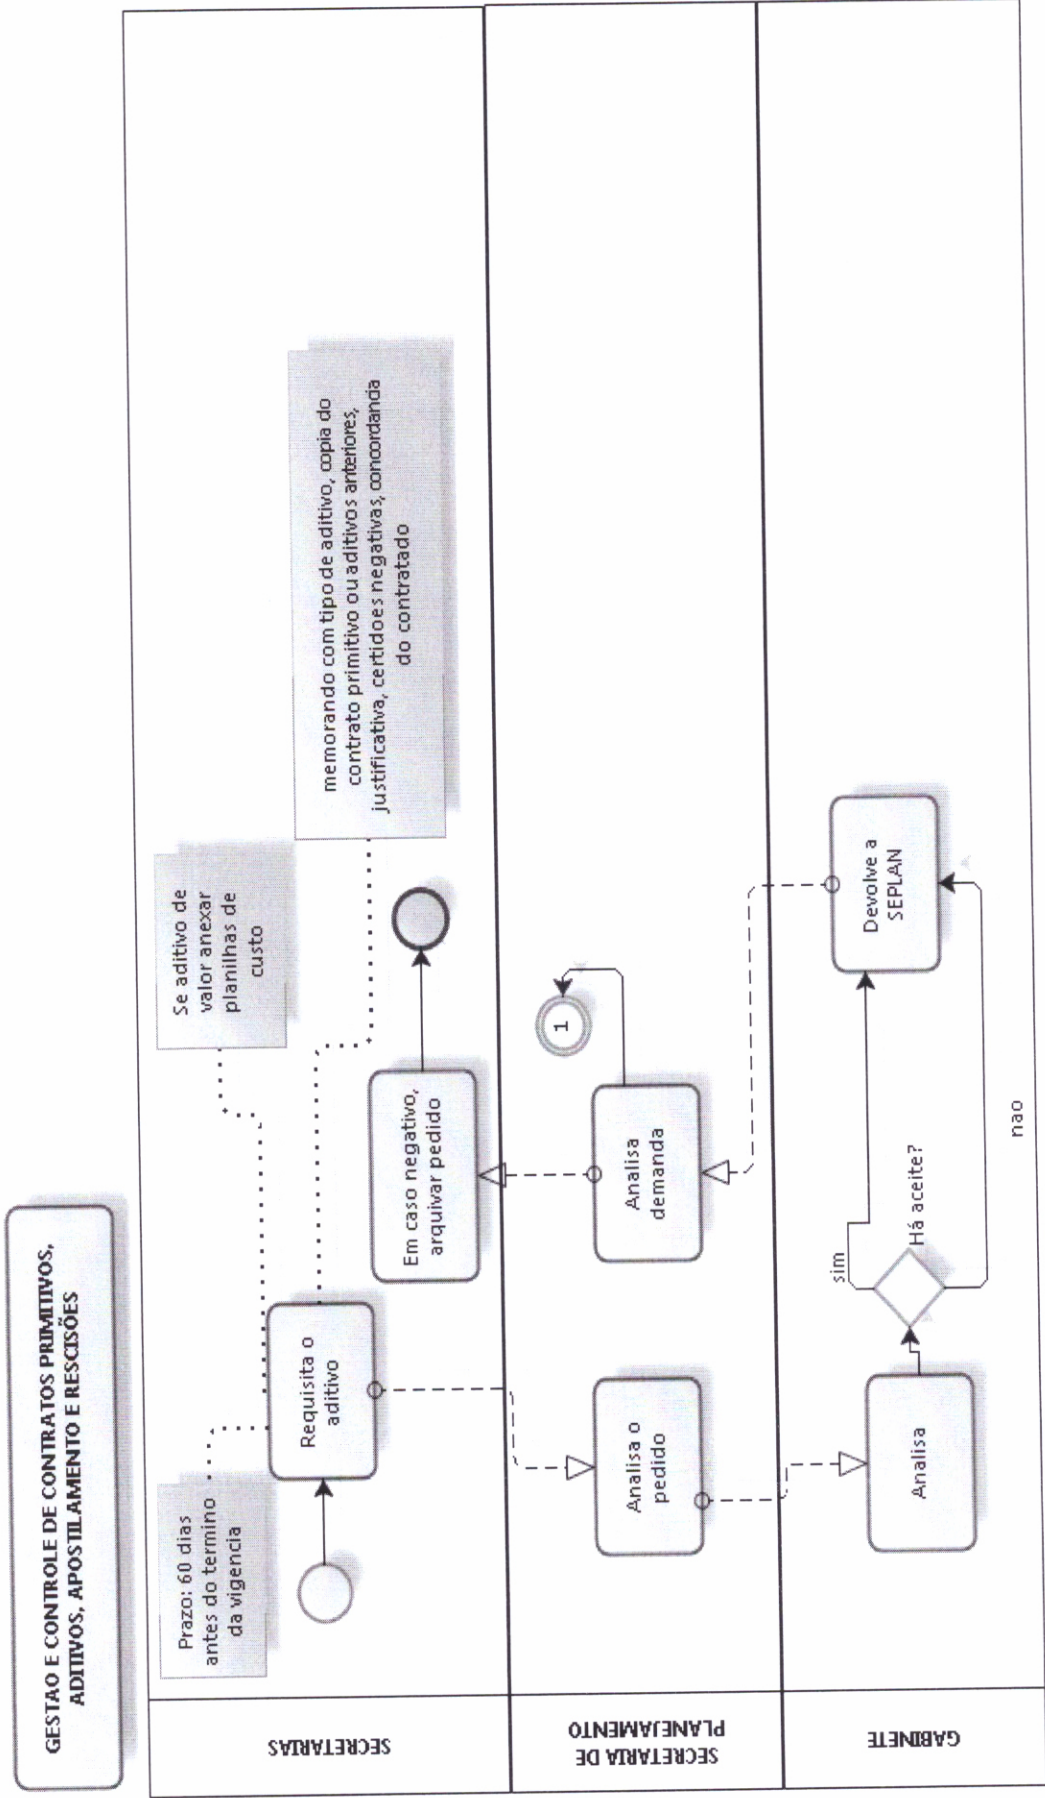 GESTAO E CONTROLE DE CONTRATOS PRIMITIVOS,
ADITIVOS, APOSTILAMENTO E RESCISÕES
SECRETARIAS
Prazo: 60 dias
antes do termino
da vigencia
Requisita o
aditivo
Se aditivo de
valor anexar
planilhas de
custo
Em caso negativo,
arquivar pedido
memorando com tipo de aditivo, copia do
contrato primitivo ou aditivos anteriores,
justificativa, certidoes negativas, concordancia
do contratado
SECRETARIA DE
PLANEJAMENTO
Analisa o
pedido
Analisa
demanda
1
GABINETE
Analisa
sim
Há aceite?
nao
Devolve a
SEPLAN